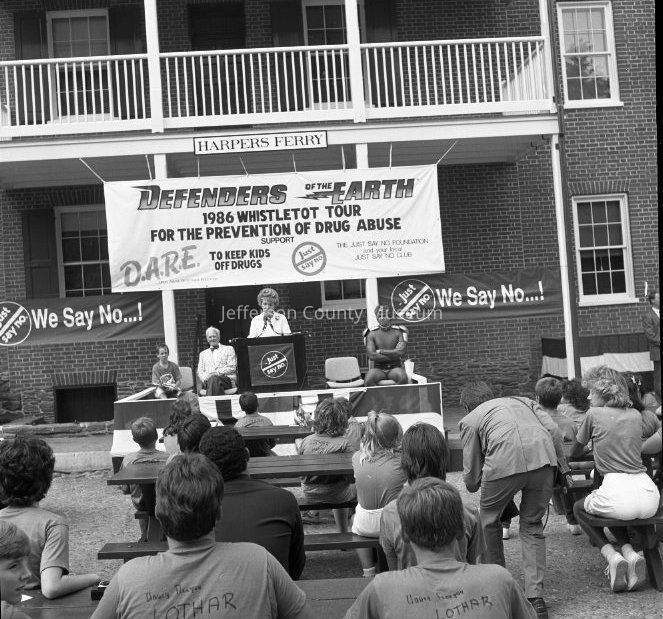 HARPERS FERRY
DEFENDERS OF THE EARTH
1986 WHISTLETOT TOUR
FOR THE PREVENTION OF DRUG ABUSE
SUPPORT
D.A.R.E.
TO KEEP KIDS
OFF DRUGS
Just
say no.
THE JUST SAY NO FOUNDATION
and your local
JUST SAY NO CLUB
Just
say no.
We Say No...!
Just
say no.
We Say No...!
Jefferson County Museum
Just
say no.
LOTHAR
LOTHAR